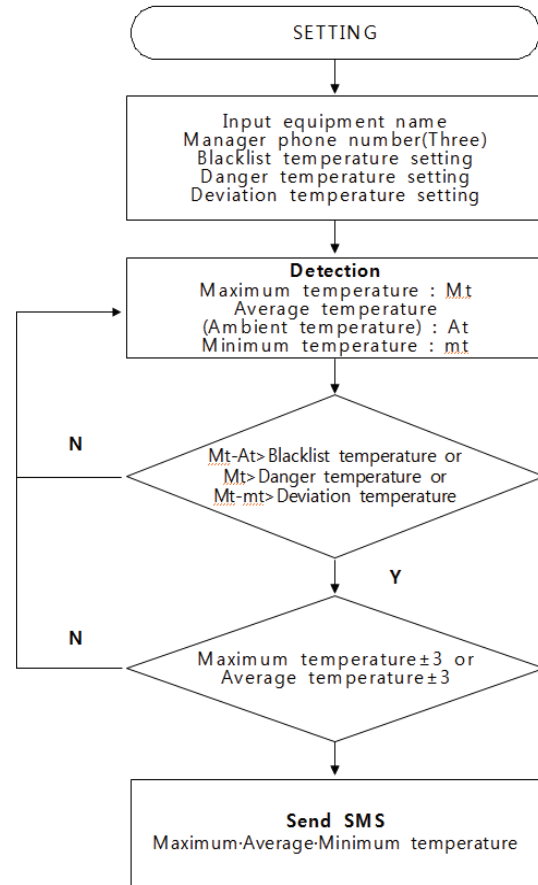 SETTING
Input equipment name
Manager phone number(Three)
Blacklist temperature setting
Danger temperature setting
Deviation temperature setting
Detection
Maximum temperature : Mt
Average temperature
(Ambient temperature) : At
Minimum temperature : mt
N
Mt-At>Blacklist temperature or
Mt>Danger temperature or
Mt-mt>Deviation temperature
Y
N
Maximum temperature±3 or
Average temperature±3
Send SMS
Maximum·Average·Minimum temperature